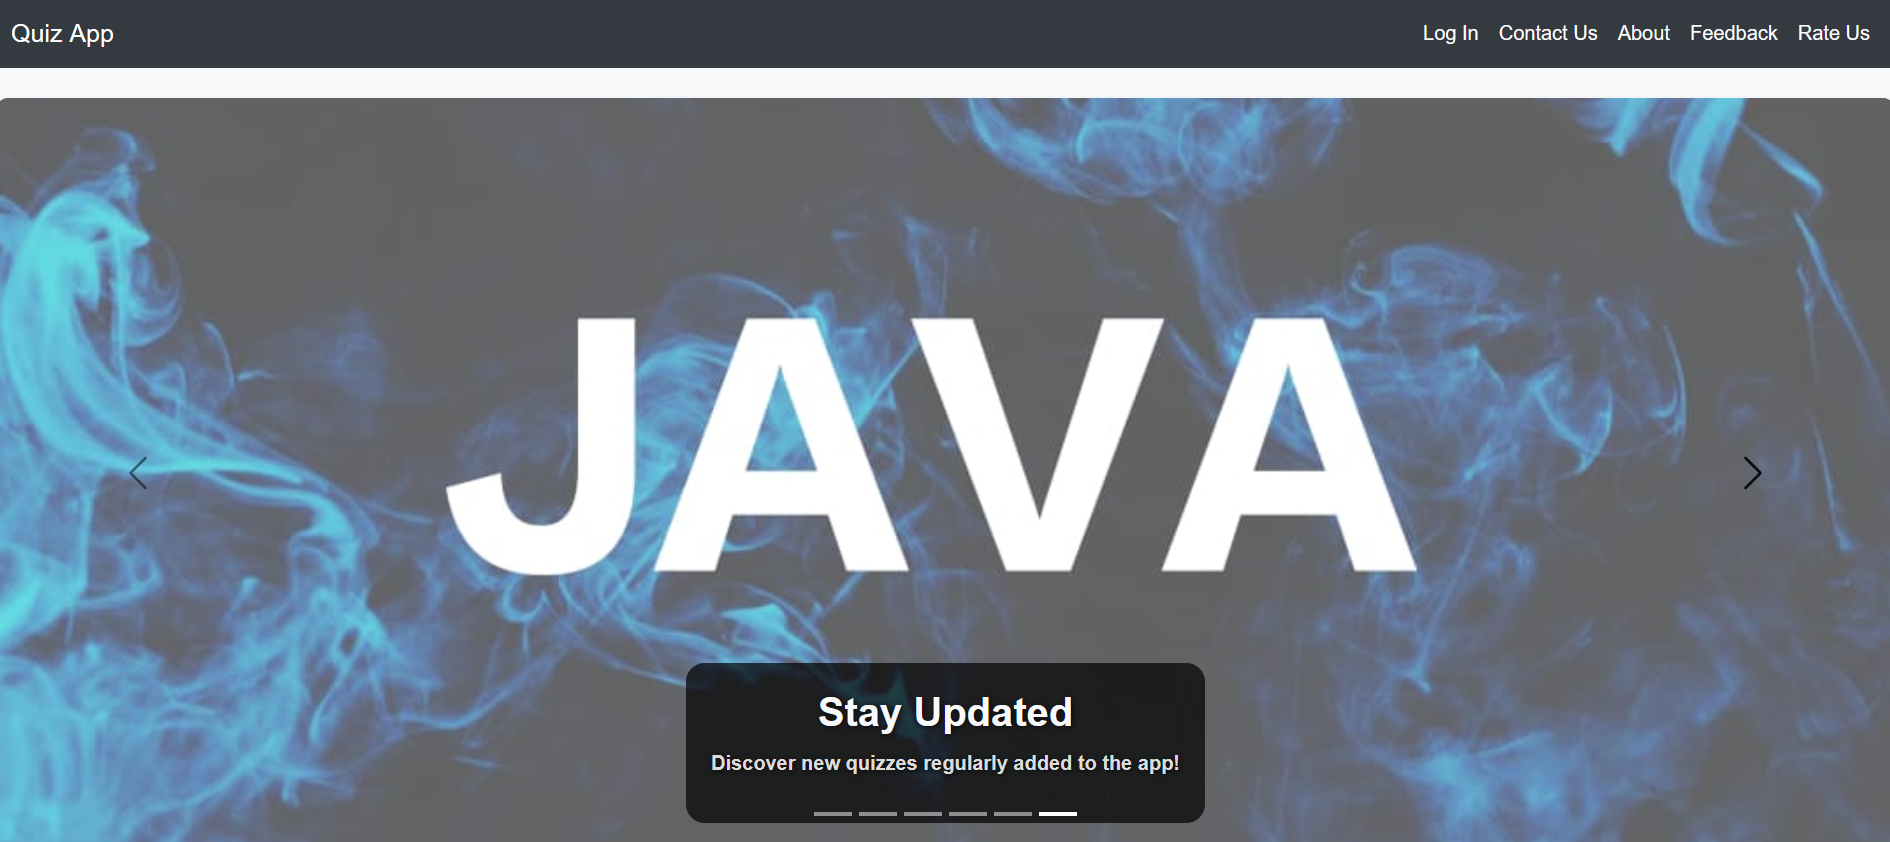 Quiz App
Log In Contact Us About Feedback Rate Us
JAVA
Stay Updated
Discover new quizzes regularly added to the app!